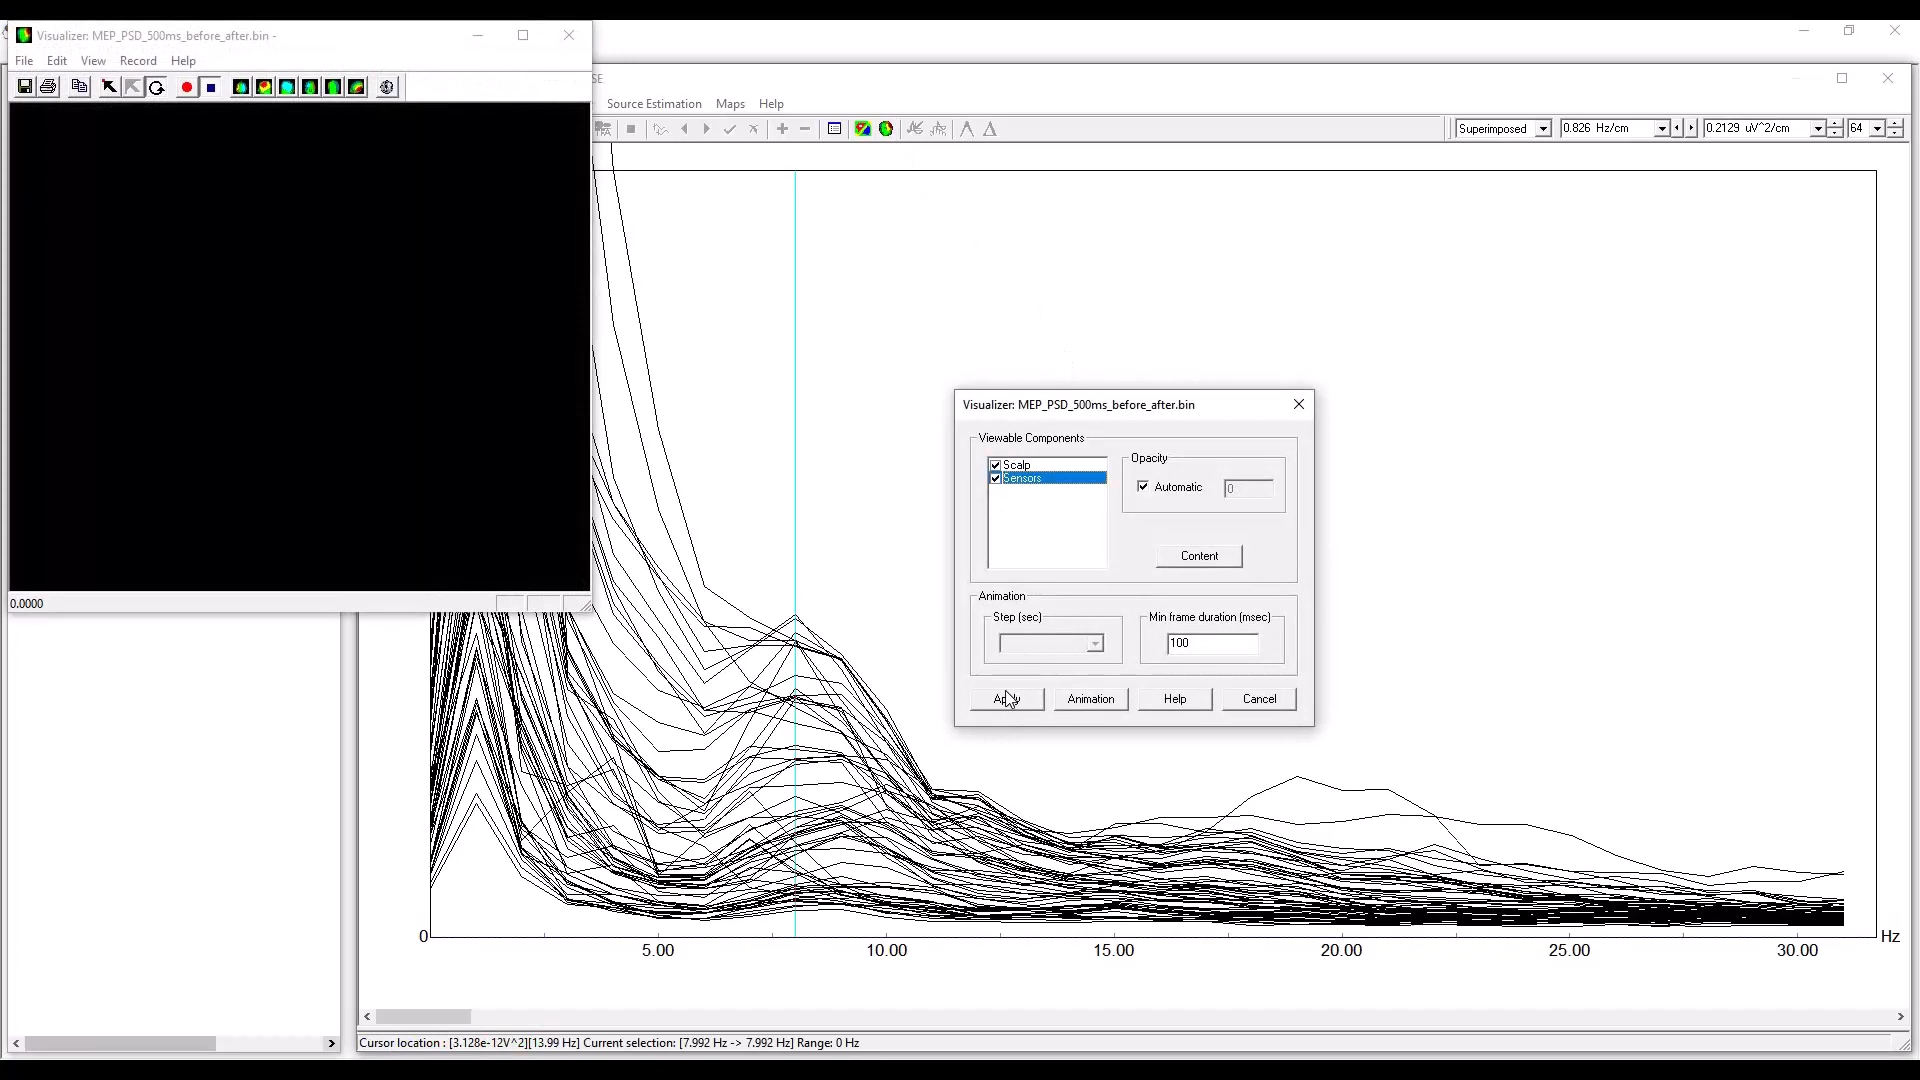 Visualizer: MEP_PSD_500ms_before_after.bin -
File Edit View Record Help
SE
Source Estimation Maps Help
Superimposed 0.826 Hz/cm 0.2129 uV^2/cm 64
Visualizer: MEP_PSD_500ms_before_after.bin
Viewable Components
Scalp
Sensors
Opacity
Automatic 0
Content
Animation
Step (sec)
Min frame duration (msec)
100
Apply Animation Help Cancel
0.0000
0
5.00 10.00 15.00 20.00 25.00 30.00
Hz
Cursor location : [3.128e-12V^2][13.99 Hz] Current selection: [7.992 Hz -> 7.992 Hz] Range: 0 Hz